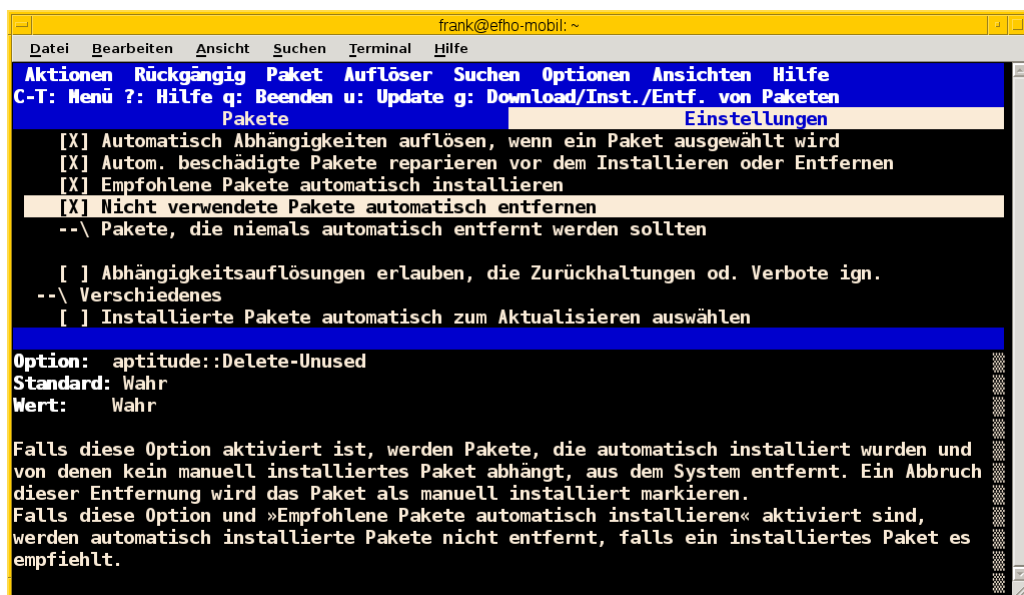 frank@efho-mobil: ~
Datei Bearbeiten Ansicht Suchen Terminal Hilfe
Aktionen Rückgängig Paket Auflöser Suchen Optionen Ansichten Hilfe
C-T: Menü ?: Hilfe q: Beenden u: Update g: Download/Inst./Entf. von Paketen
Pakete Einstellungen
[X] Automatisch Abhängigkeiten auflösen, wenn ein Paket ausgewählt wird
[X] Autom. beschädigte Pakete reparieren vor dem Installieren oder Entfernen
[X] Empfohlene Pakete automatisch installieren
[X] Nicht verwendete Pakete automatisch entfernen
--\ Pakete, die niemals automatisch entfernt werden sollten
[ ] Abhängigkeitsauflösungen erlauben, die Zurückhaltungen od. Verbote ign.
--\ Verschiedenes
[ ] Installierte Pakete automatisch zum Aktualisieren auswählen
Option: aptitude::Delete-Unused
Standard: Wahr
Wert: Wahr
Falls diese Option aktiviert ist, werden Pakete, die automatisch installiert wurden und
von denen kein manuell installiertes Paket abhängt, aus dem System entfernt. Ein Abbruch
dieser Entfernung wird das Paket als manuell installiert markieren.
Falls diese Option und »Empfohlene Pakete automatisch installieren« aktiviert sind,
werden automatisch installierte Pakete nicht entfernt, falls ein installiertes Paket es
empfiehlt.